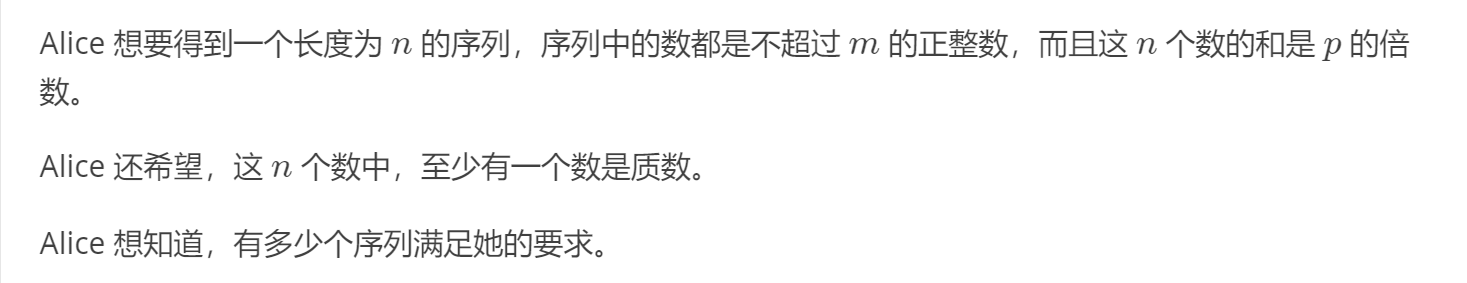 Alice 想要得到一个长度为 n 的序列，序列中的数都是不超过 m 的正整数，而且这 n 个数的和是 p 的倍
数。
Alice 还希望，这 n 个数中，至少有一个数是质数。
Alice 想知道，有多少个序列满足她的要求。